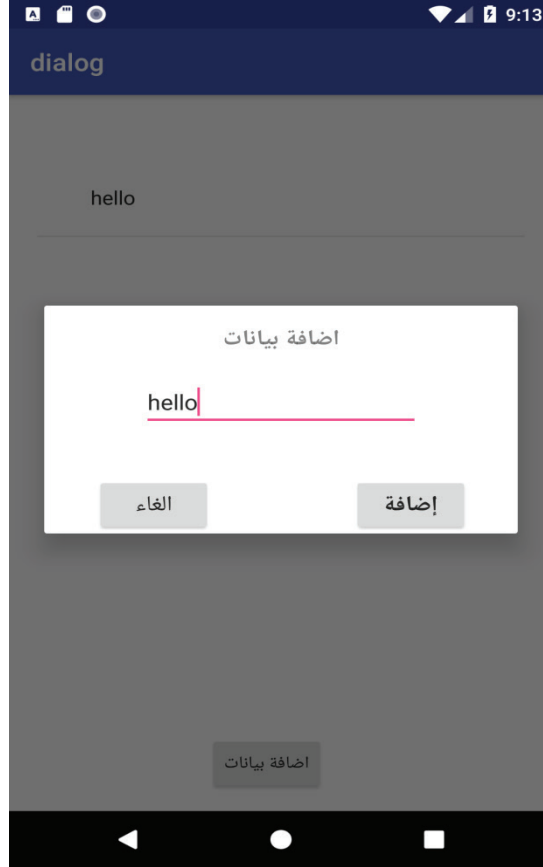 9:13
dialog
hello
اضافة بيانات
hello
إضافة
الغاء
اضافة بيانات